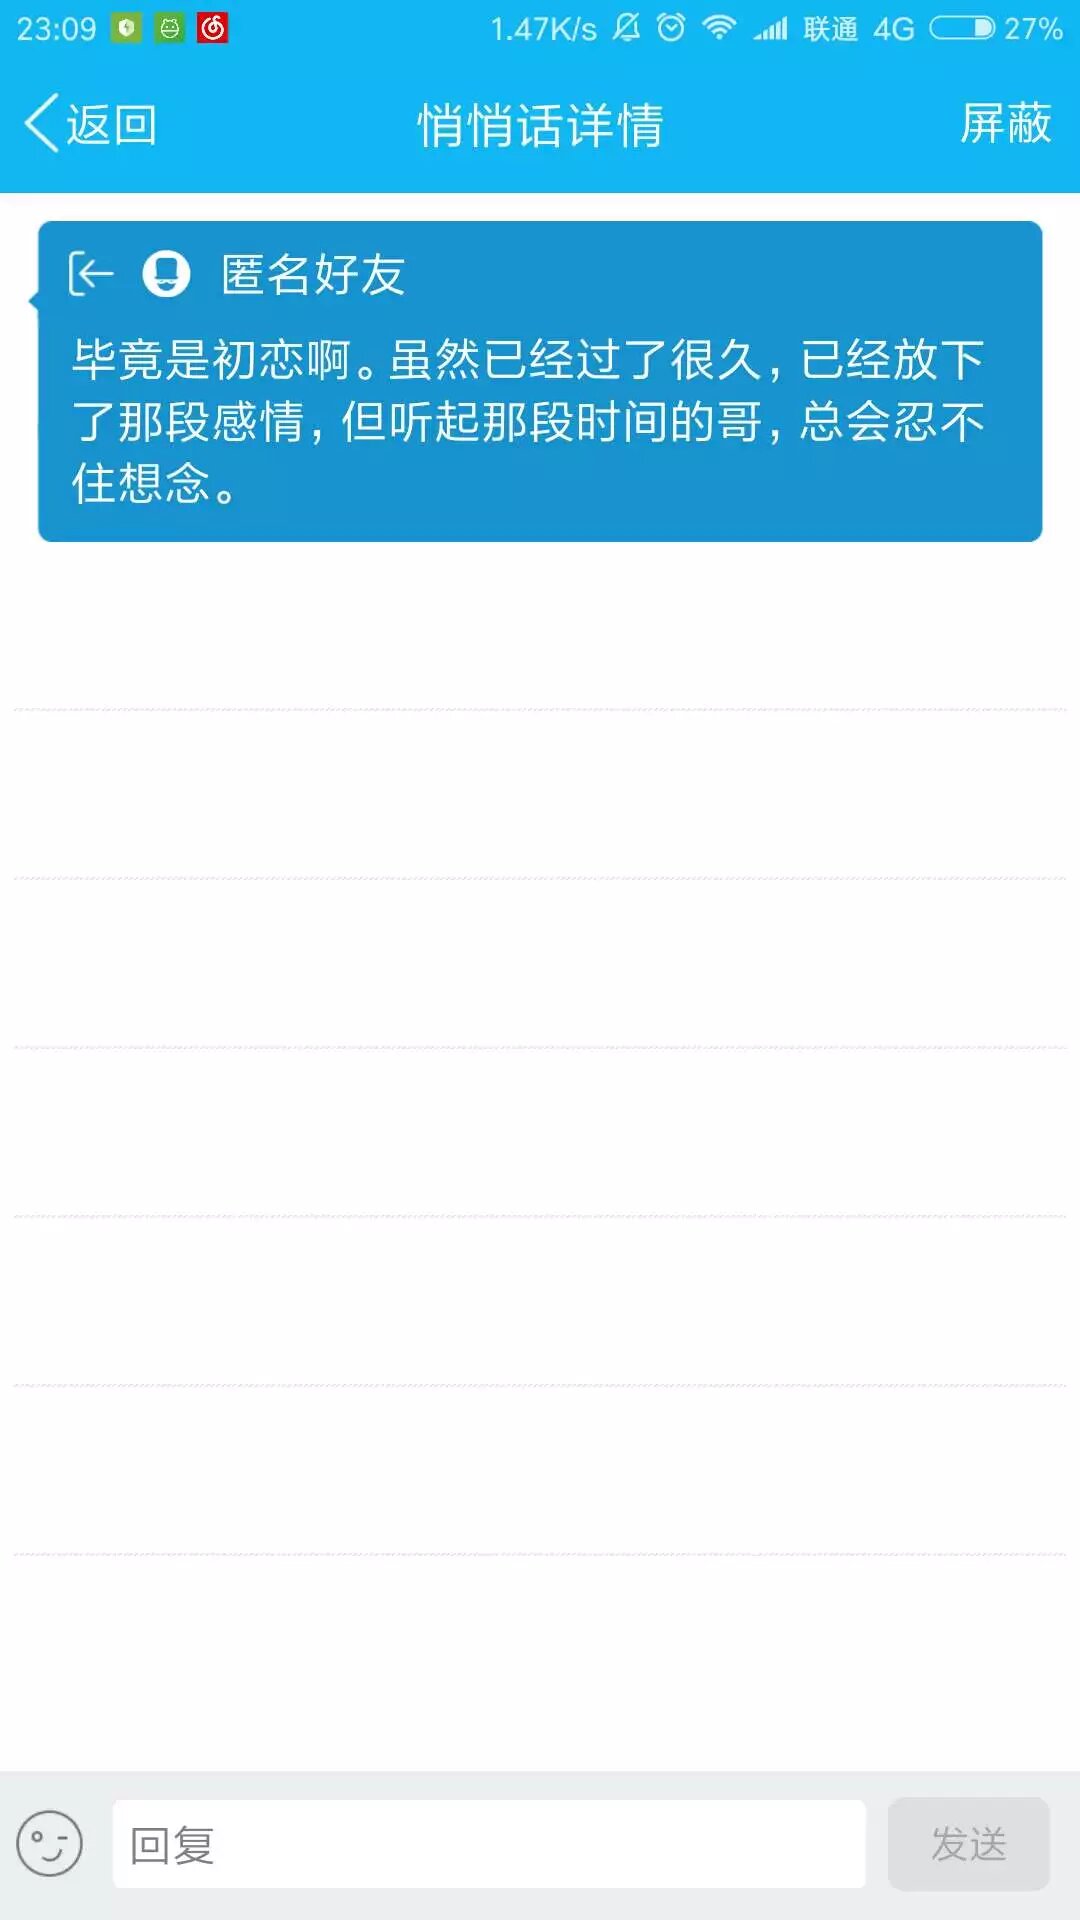 23:09 1.47K/s 联通 4G 27%
返回 悄悄话详情 屏蔽
匿名好友
毕竟是初恋啊。虽然已经过了很久，已经放下
了那段感情，但听起那段时间的哥，总会忍不
住想念。
回复 发送